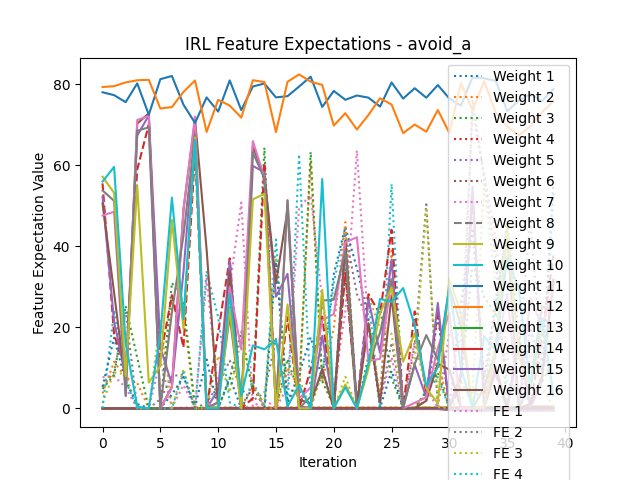 IRL Feature Expectations - avoid_a
Feature Expectation Value
80
60
40
20
0
0
5
10
15
20
25
30
35
40
Iteration
Weight 1
Weight 2
Weight 3
Weight 4
Weight 5
Weight 6
Weight 7
Weight 8
Weight 9
Weight 10
Weight 11
Weight 12
Weight 13
Weight 14
Weight 15
Weight 16
FE 1
FE 2
FE 3
FE 4